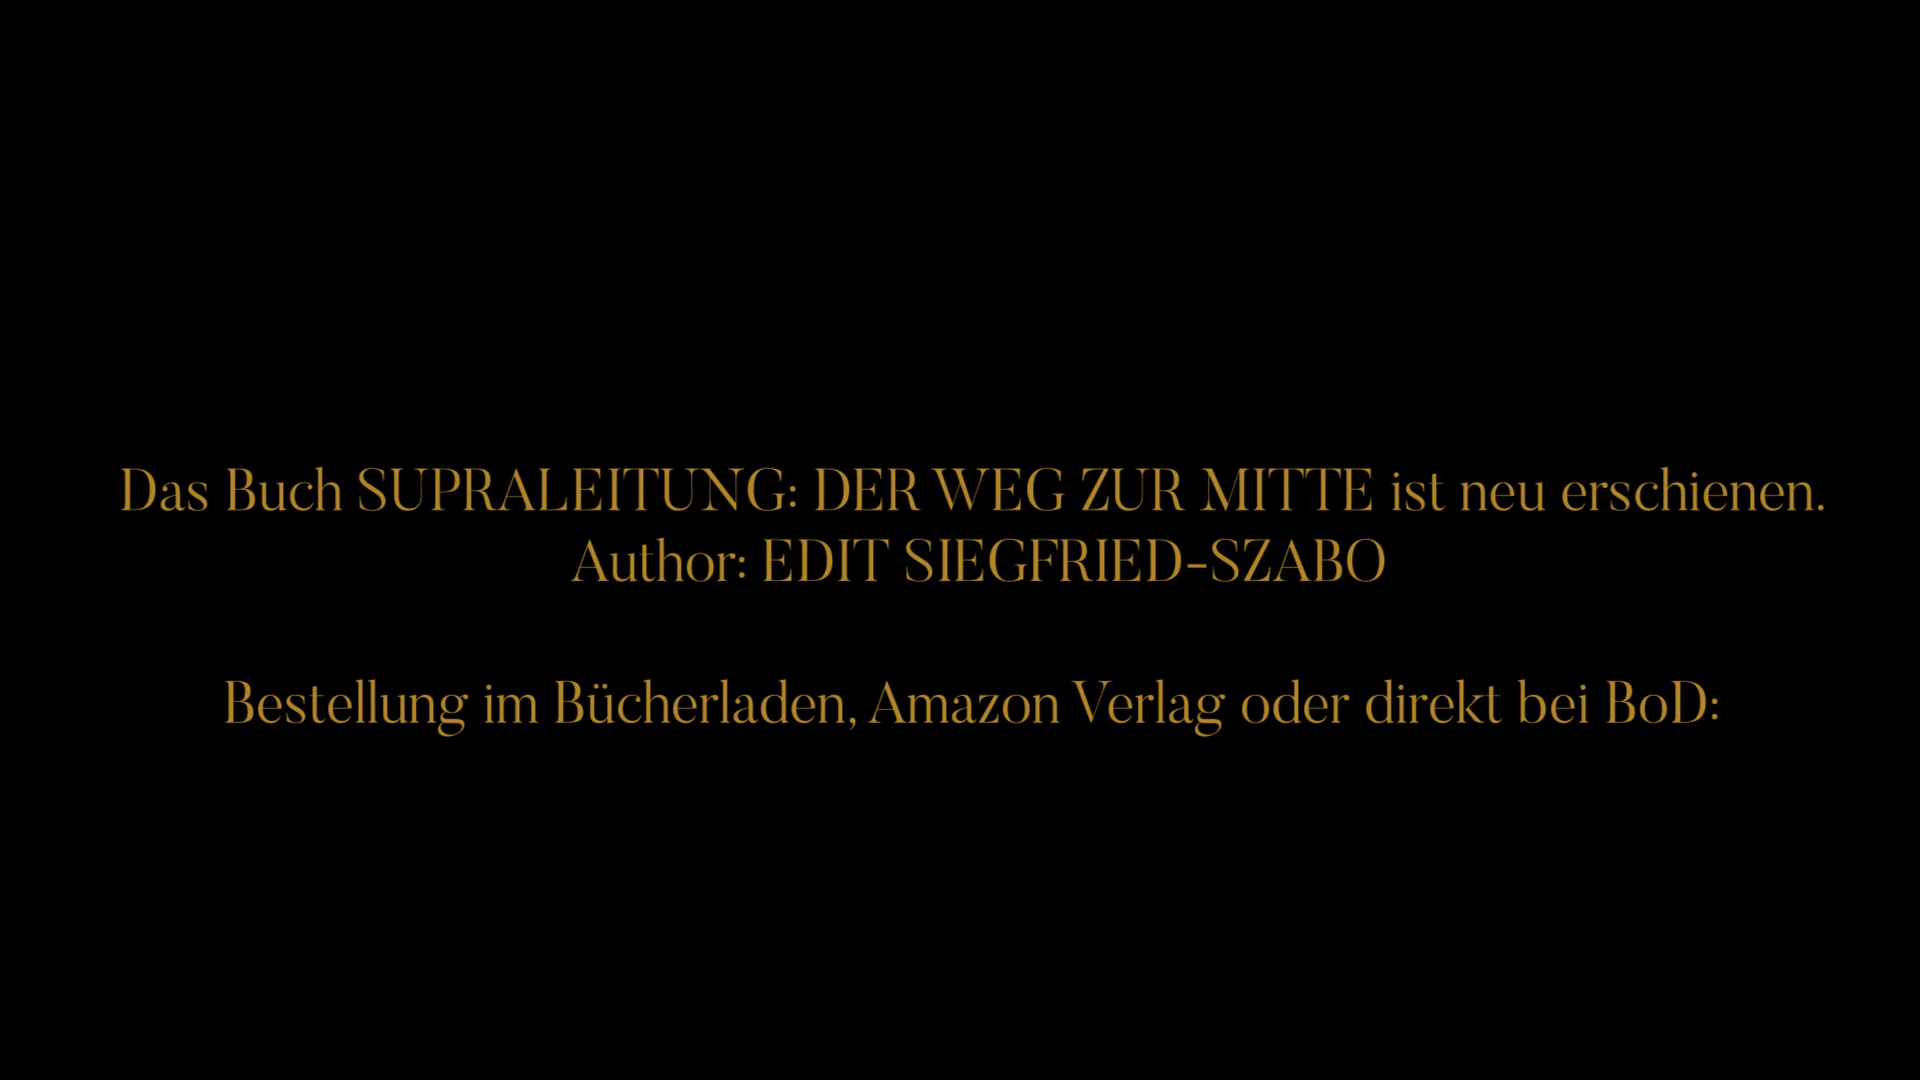 Das Buch SUPRALEITUNG: DER WEG ZUR MITTE ist neu erschienen.
Author: EDIT SIEGFRIED-SZABO
Bestellung im Bücherladen, Amazon Verlag oder direkt bei BoD: